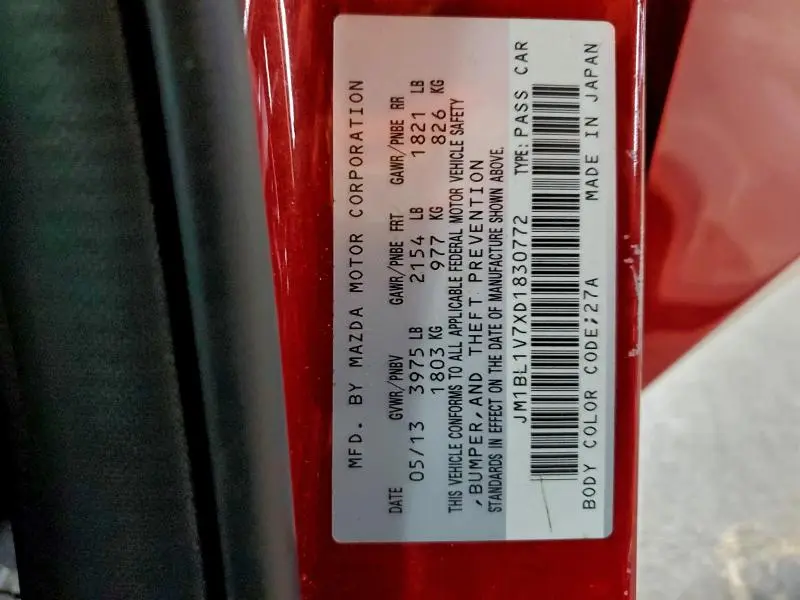 MFD. BY MAZDA MOTOR CORPORATION
DATE GVWR/PNBV GAWR/PNBE FRT GAWR/PNBE RR
05/13 3975 LB 2154 LB 1821 LB
1803 KG 977 KG 826 KG
THIS VEHICLE CONFORMS TO ALL APPLICABLE FEDERAL MOTOR VEHICLE SAFETY
,BUMPER,AND THEFT PREVENTION
STANDARDS IN EFFECT ON THE DATE OF MANUFACTURE SHOWN ABOVE.
JM1BL1V7XD1830772 TYPE: PASS CAR
BODY COLOR CODE;27A MADE IN JAPAN